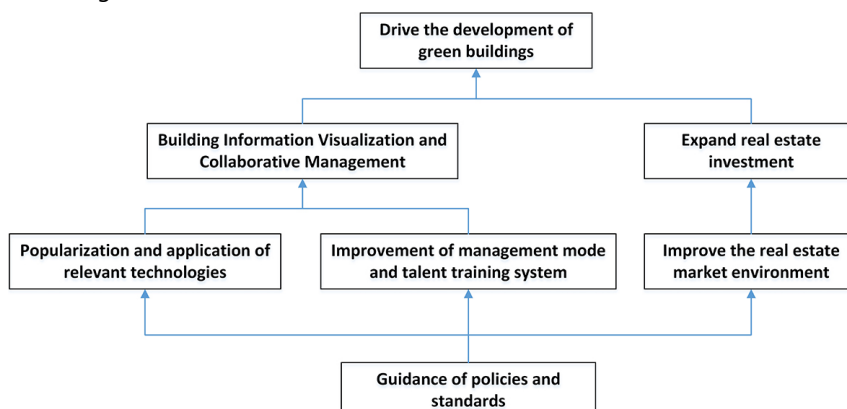 Drive the development of
green buildings
Building Information Visualization and
Collaborative Management
Expand real estate
investment
Popularization and application of
relevant technologies
Improvement of management mode
and talent training system
Improve the real estate
market environment
Guidance of policies and
standards